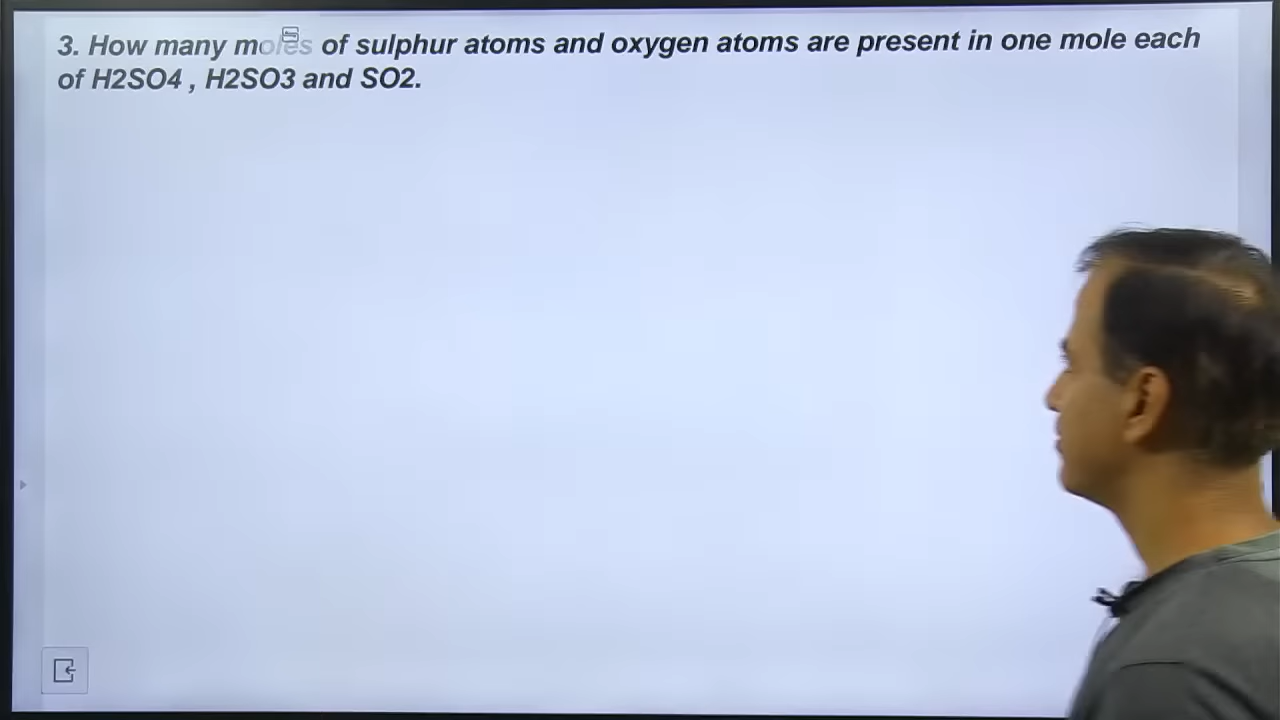 3. How many moles of sulphur atoms and oxygen atoms are present in one mole each
of H2SO4 , H2SO3 and SO2.